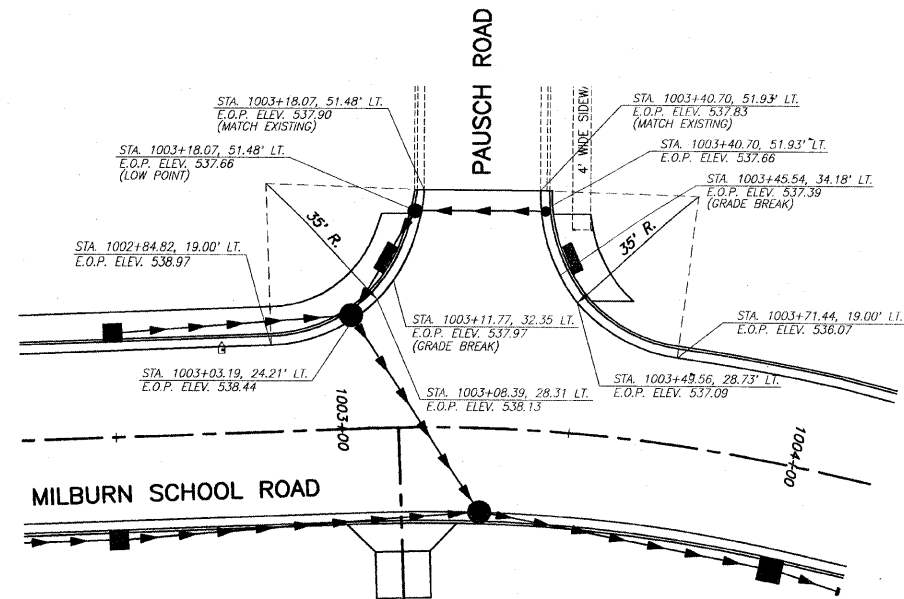 PAUSCH ROAD
STA. 1003+18.07, 51.48' LT.
E.O.P. ELEV. 537.90
(MATCH EXISTING)
STA. 1003+40.70, 51.93' LT.
E.O.P. ELEV. 537.83
(MATCH EXISTING)
4' WIDE SIDEW
STA. 1003+18.07, 51.48' LT.
E.O.P. ELEV. 537.66
(LOW POINT)
STA. 1003+40.70, 51.93' LT.
E.O.P. ELEV. 537.66
STA. 1003+45.54, 34.18' LT.
E.O.P. ELEV. 537.39
(GRADE BREAK)
35' R.
35' R.
STA. 1002+84.82, 19.00' LT.
E.O.P. ELEV. 538.97
STA. 1003+11.77, 32.35 LT.
E.O.P. ELEV. 537.97
(GRADE BREAK)
STA. 1003+71.44, 19.00' LT.
E.O.P. ELEV. 536.07
STA. 1003+03.19, 24.21' LT.
E.O.P. ELEV. 538.44
STA. 1003+08.39, 28.31 LT.
E.O.P. ELEV. 538.13
STA. 1003+49.56, 28.73' LT.
E.O.P. ELEV. 537.09
1003+00
1004+00
MILBURN SCHOOL ROAD